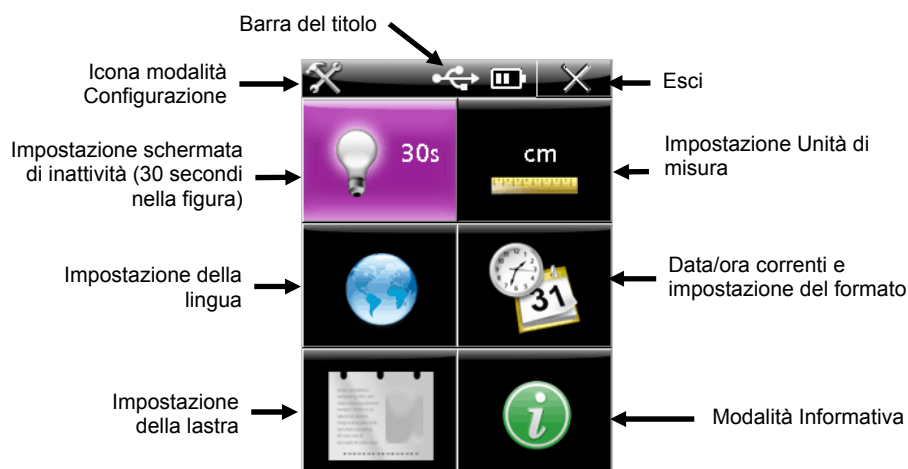 Barra del titolo
Icona modalità
Configurazione
Esci
Impostazione schermata
di inattività (30 secondi
nella figura)
30s
cm
Impostazione Unità di
misura
Impostazione della
lingua
31
Data/ora correnti e
impostazione del formato
Impostazione
della lastra
Modalità Informativa